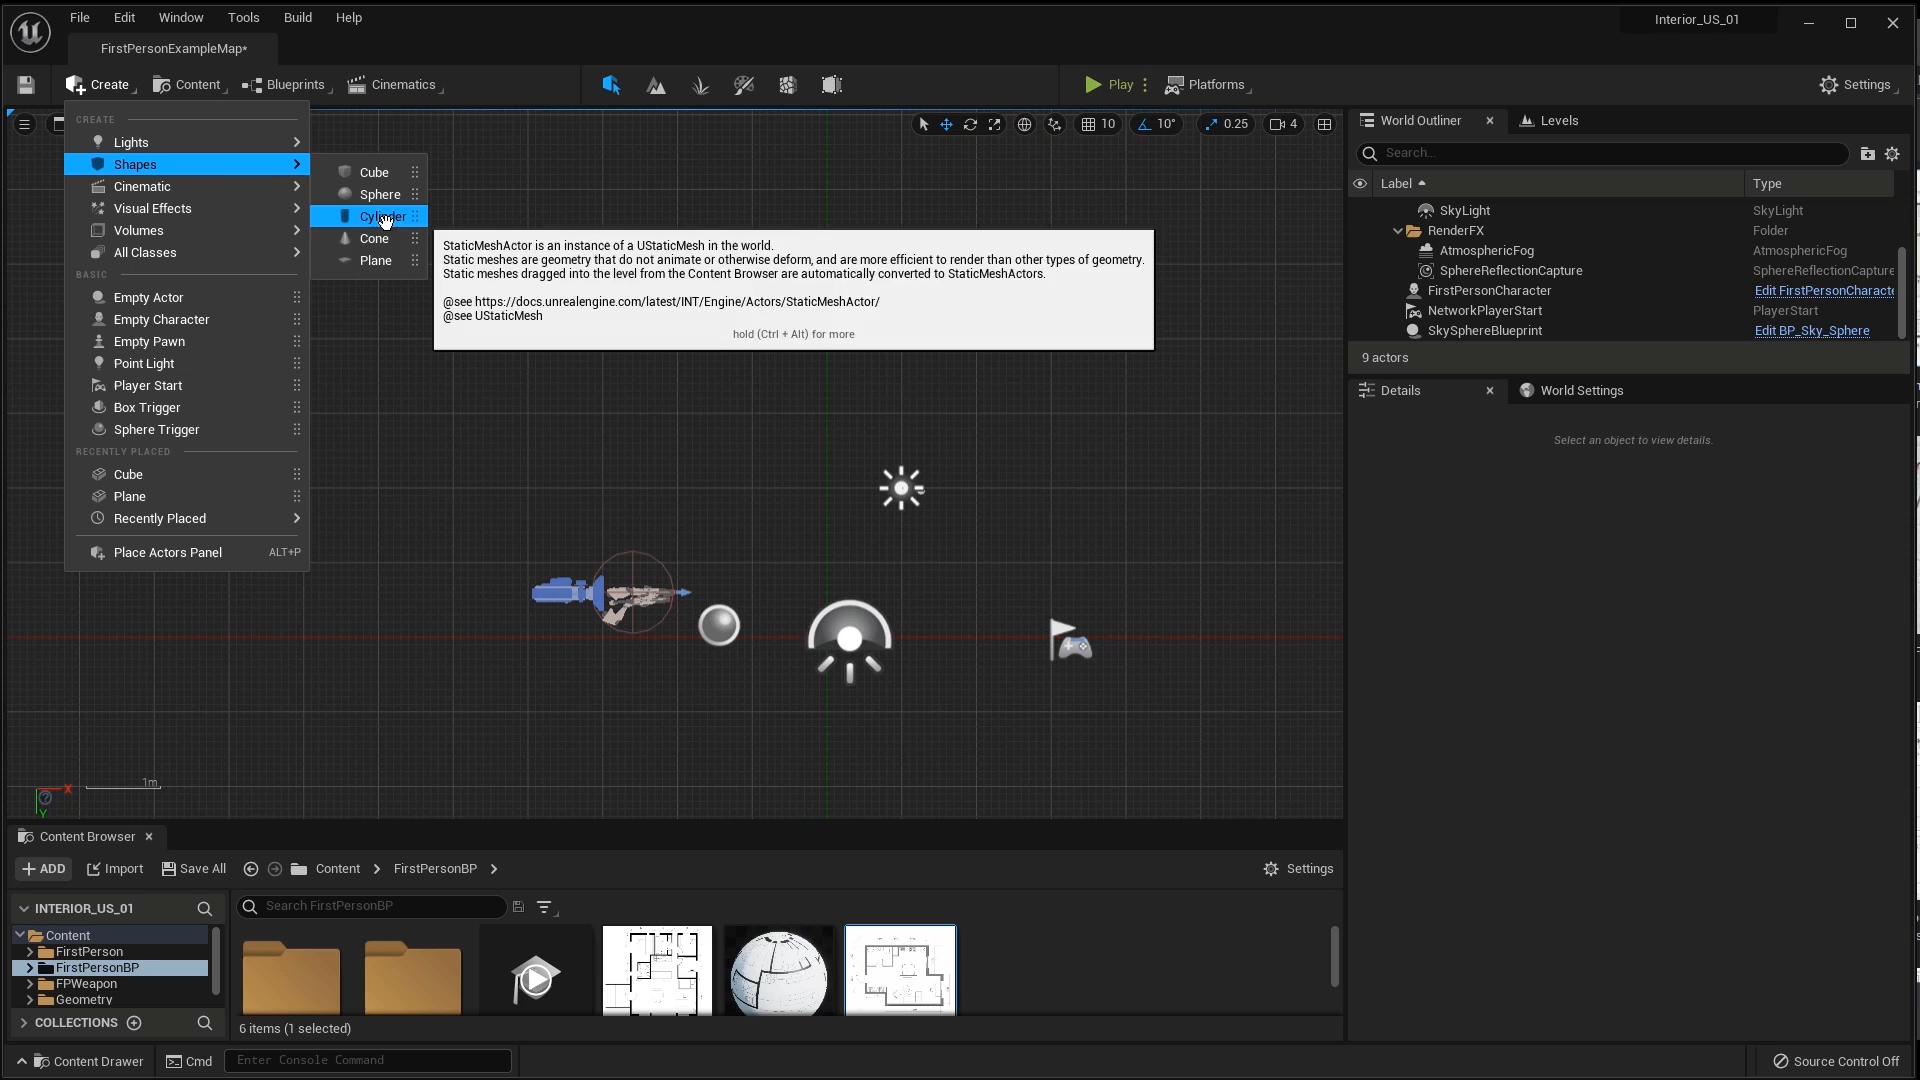 File Edit Window Tools Build Help
Interior_US_01
FirstPersonExampleMap*
Create Content Blueprints Cinematics Play Platforms Settings
CREATE
Lights
Shapes
Cinematic
Visual Effects
Volumes
All Classes
BASIC
Empty Actor
Empty Character
Empty Pawn
Point Light
Player Start
Box Trigger
Sphere Trigger
RECENTLY PLACED
Cube
Plane
Recently Placed
Place Actors Panel ALT+P
Cube
Sphere
Cylinder
Cone
Plane
StaticMeshActor is an instance of a UStaticMesh in the world.
Static meshes are geometry that do not animate or otherwise deform, and are more efficient to render than other types of geometry.
Static meshes dragged into the level from the Content Browser are automatically converted to StaticMeshActors.
@see https://docs.unrealengine.com/latest/INT/Engine/Actors/StaticMeshActor/
@see UStaticMesh
hold (Ctrl + Alt) for more
10 10° 0.25 4
1m
X
Y
World Outliner Levels
Search...
Label Type
SkyLight SkyLight
RenderFX Folder
AtmosphericFog AtmosphericFog
SphereReflectionCapture SphereReflectionCapture
FirstPersonCharacter Edit FirstPersonCharacte
NetworkPlayerStart PlayerStart
SkySphereBlueprint Edit BP_Sky_Sphere
9 actors
Details World Settings
Select an object to view details.
Content Browser
ADD Import Save All Content FirstPersonBP Settings
INTERIOR_US_01
Search FirstPersonBP
Content
FirstPerson
FirstPersonBP
FPWeapon
Geometry
COLLECTIONS
6 items (1 selected)
Content Drawer Cmd Enter Console Command Source Control Off